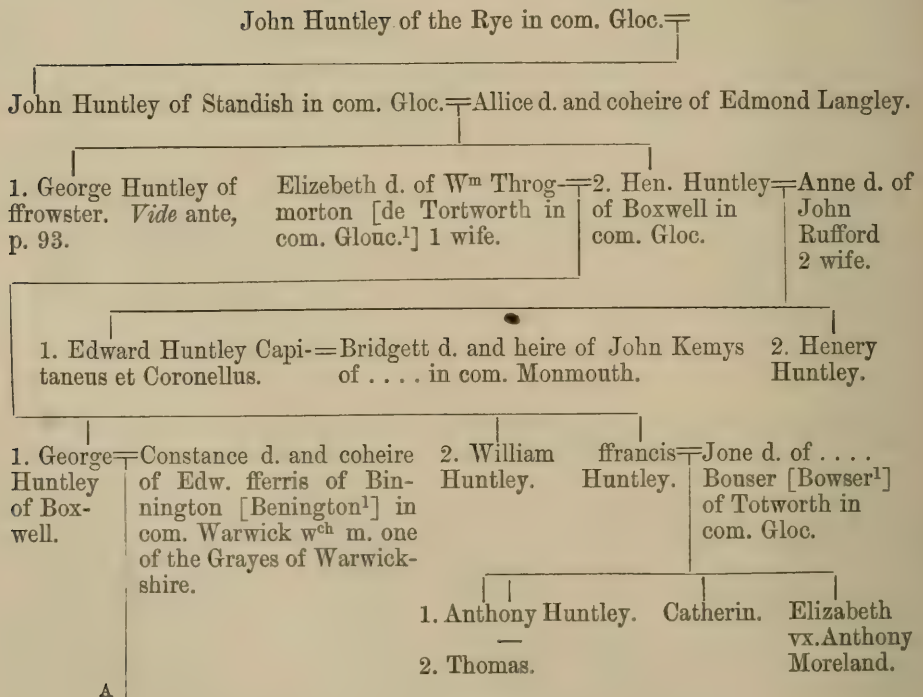 John Huntley of the Rye in com. Gloc.
John Huntley of Standish in com. Gloc. Allice d. and coheire of Edmond Langley.
1. George Huntley of
ffrowster. Vide ante,
p. 93.
Elizebeth d. of Wm Throg-
morton [de Tortworth in
com. Glouc.1] 1 wife.
2. Hen. Huntley
of Boxwell in
com. Gloc.
Anne d. of
John
Rufford
2 wife.
1. Edward Huntley Capi-
taneus et Coronellus.
Bridgett d. and heire of John Kemys
of . . . . in com. Monmouth.
2. Henery
Huntley.
1. George
Huntley
of Box-
well.
Constance d. and coheire
of Edw. fferris of Bin-
nington [Benington1] in
com. Warwick wch m. one
of the Grayes of Warwick-
shire.
2. William
Huntley.
ffrancis
Huntley.
Jone d. of . . . .
Bouser [Bowser1]
of Totworth in
com. Gloc.
1. Anthony Huntley.
2. Thomas.
Catherin.
Elizabeth
vx. Anthony
Moreland.
A